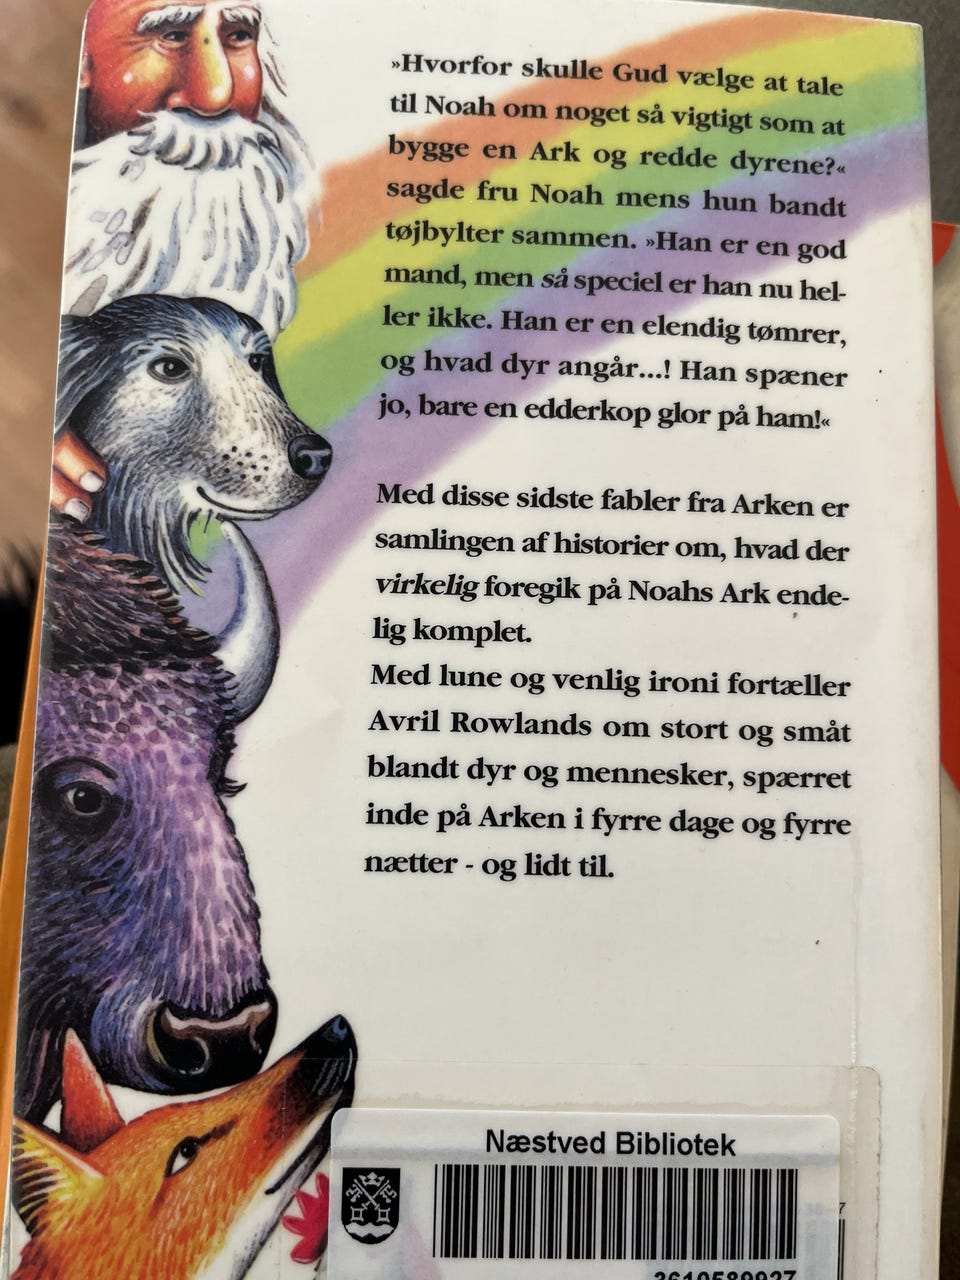 »Hvorfor skulle Gud vælge at tale
til Noah om noget så vigtigt som at
bygge en Ark og redde dyrene?«
sagde fru Noah mens hun bandt
tøjbylter sammen. »Han er en god
mand, men så speciel er han nu hel-
ler ikke. Han er en elendig tømrer,
og hvad dyr angår...! Han spæner
jo, bare en edderkop glor på ham!«
Med disse sidste fabler fra Arken er
samlingen af historier om, hvad der
virkelig foregik på Noahs Ark ende-
lig komplet.
Med lune og venlig ironi fortæller
Avril Rowlands om stort og småt
blandt dyr og mennesker, spærret
inde på Arken i fyrre dage og fyrre
nætter - og lidt til.
Næstved Bibliotek
3610589927